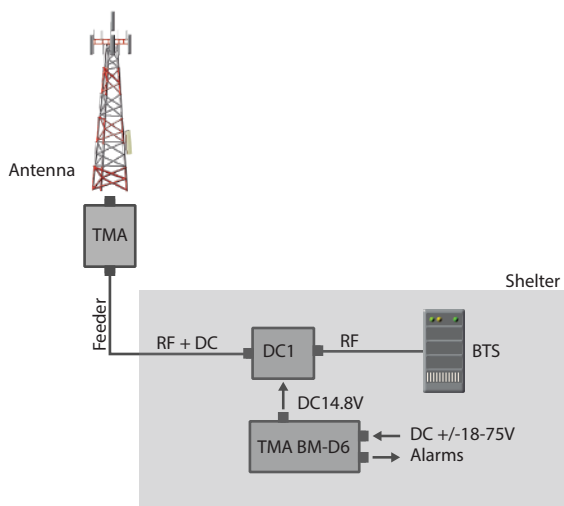 Antenna
TMA
Shelter
Feeder
RF + DC
DC1
RF
BTS
DC14.8V
TMA BM-D6
DC +/-18-75V
Alarms